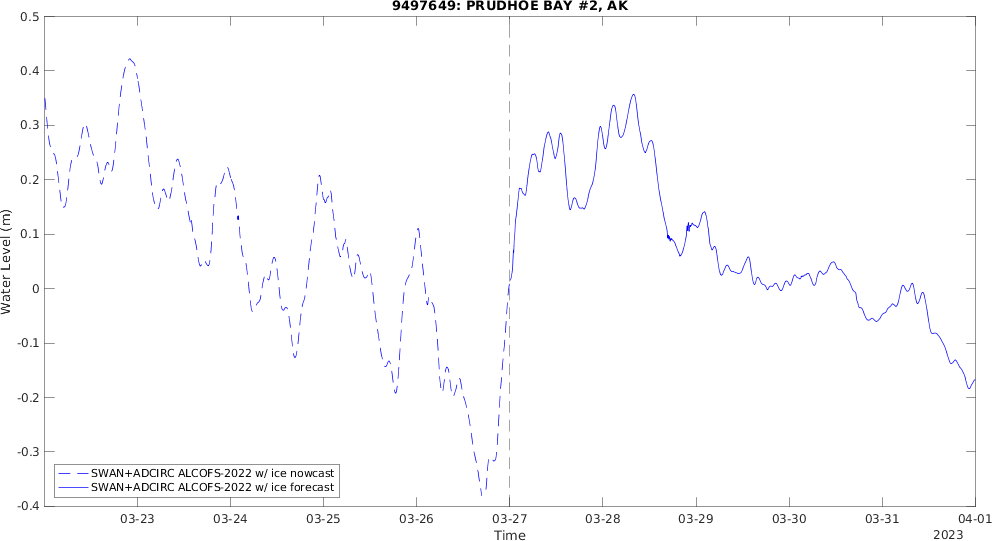 9497649: PRUDHOE BAY #2, AK
0.5
0.4
0.3
0.2
0.1
0
-0.1
-0.2
-0.3
-0.4
Water Level (m)
SWAN+ADCIRC ALCOFS-2022 w/ ice nowcast
SWAN+ADCIRC ALCOFS-2022 w/ ice forecast
03-23 03-24 03-25 03-26 03-27 03-28 03-29 03-30 03-31 04-01
Time
2023